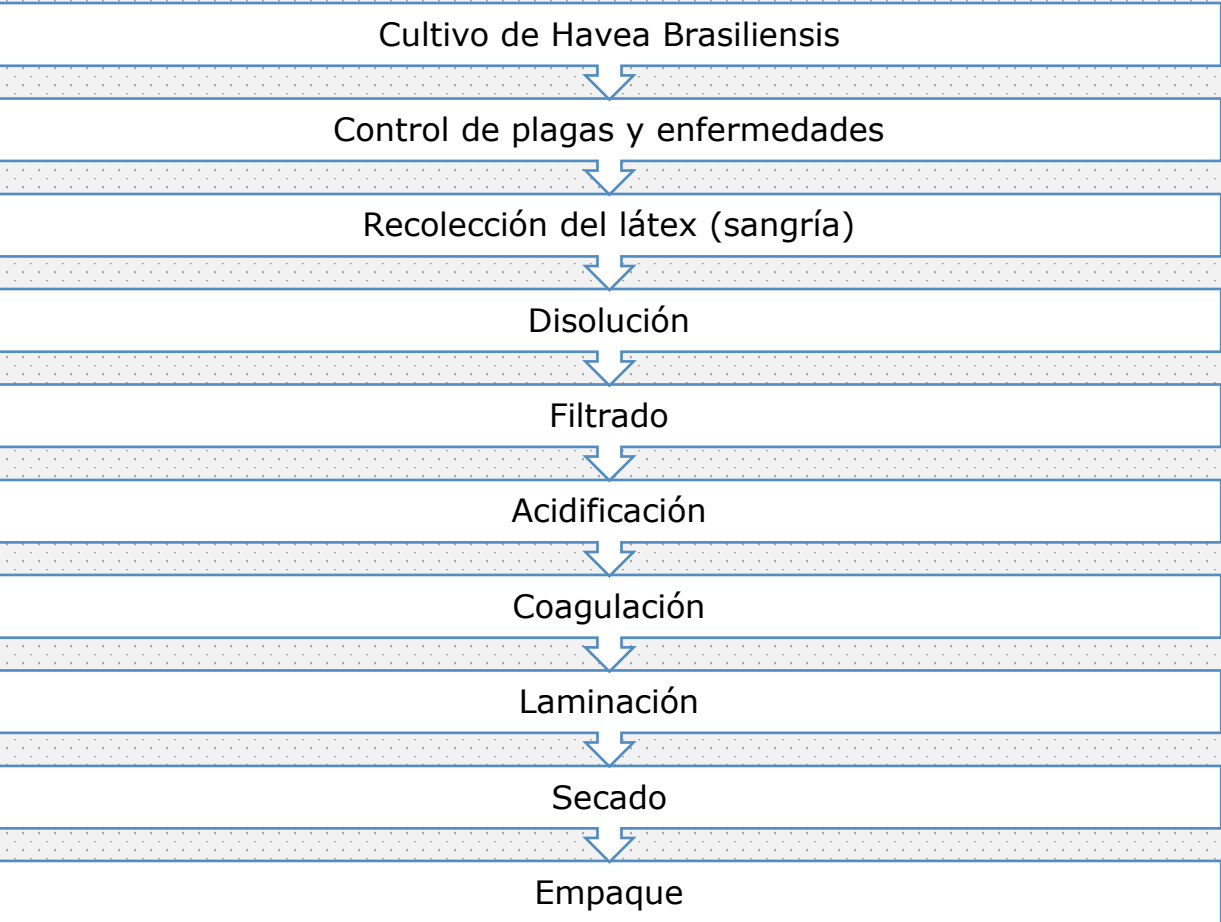 Cultivo de Havea Brasiliensis
Control de plagas y enfermedades
Recolección del látex (sangría)
Disolución
Filtrado
Acidificación
Coagulación
Laminación
Secado
Empaque